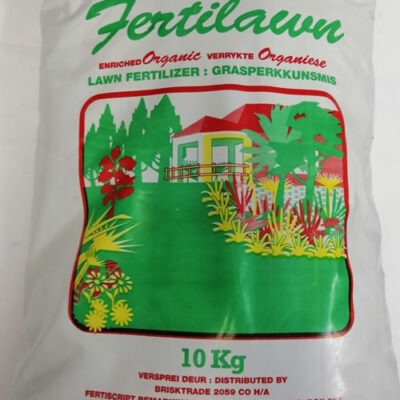 Fertilawn
ENRICHED Organic VERRYKTE Organiese
LAWN FERTILIZER : GRASPERKKUNSMIS
10 Kg
VERSPREI DEUR : DISTRIBUTED BY
BRISKTRADE 2059 CO H/A